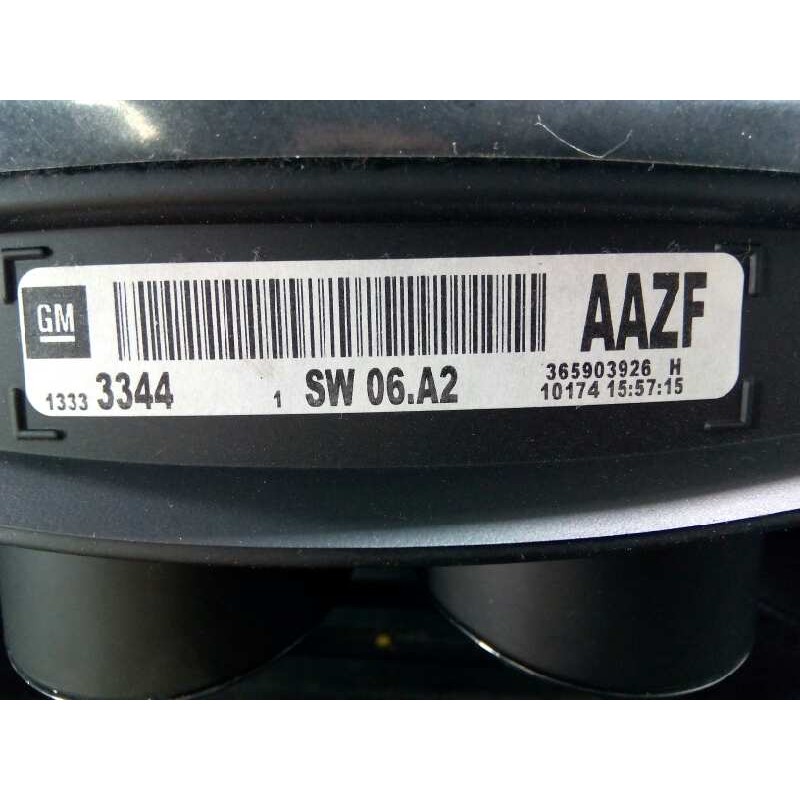 GM
AAZF
365903926 H
1333 3344 1 SW 06.A2
10174 15:57:15